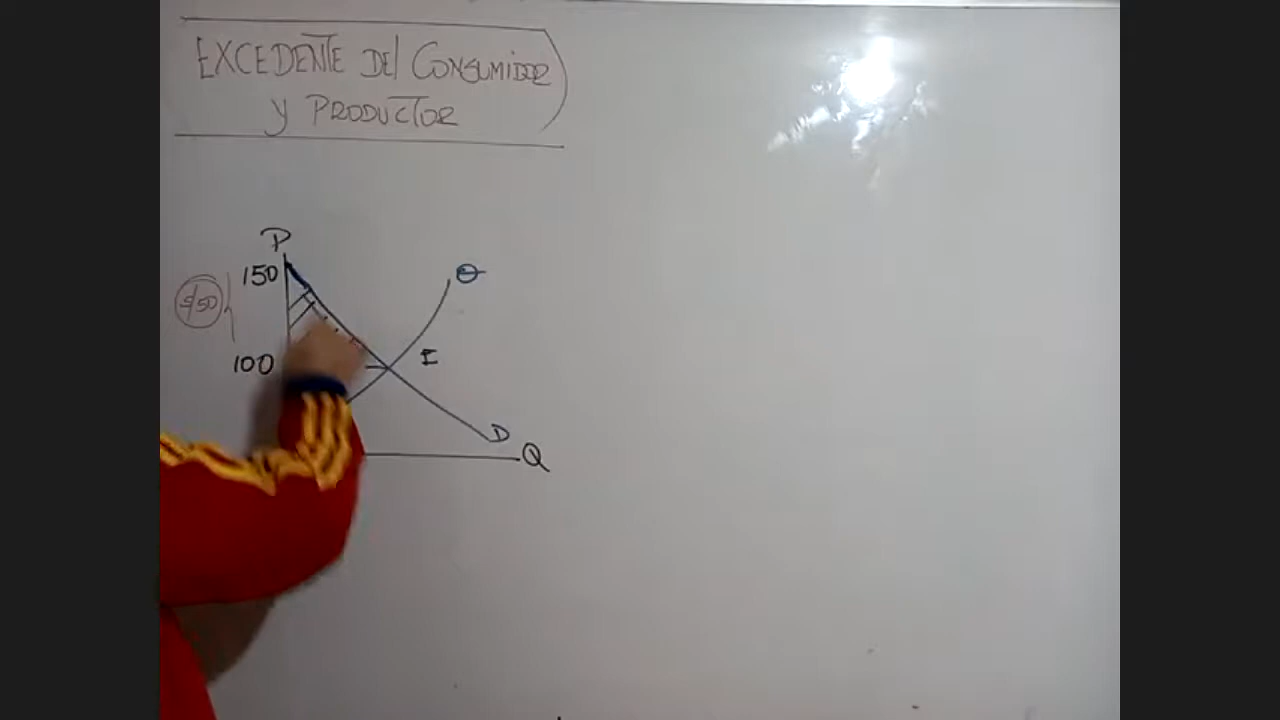 EXCEDENTE DEL CONSUMIDOR
Y PRODUCTOR
P
150
S/50
100
E
D
Q